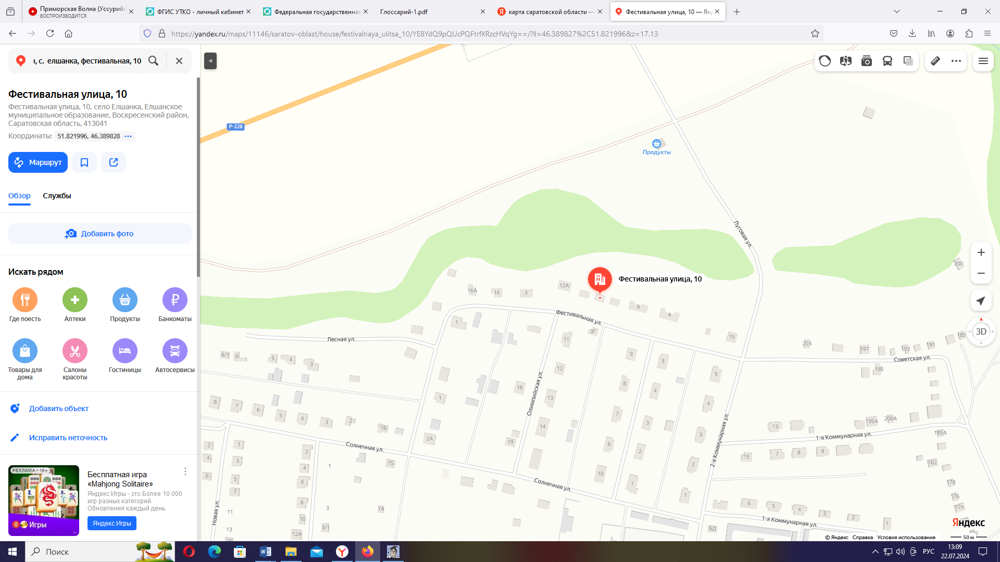 Приморская Волна (Уссурийс
ВОСПРОИЗВОДИТСЯ
ФГИС УТКО - личный кабинет
Федеральная государственная
Глоссарий-1.pdf
карта саратовской области —
Фестивальная улица, 10 — Ян
https://yandex.ru/maps/11146/saratov-oblast/house/festivalnaya_ulitsa_10/YE8YdQ9pQUcPQFtrfXRzcHVqYg==/?ll=46.389827%2C51.821996&z=17.13
н, с. елшанка, фестивальная, 10
Фестивальная улица, 10
Фестивальная улица, 10, село Елшанка, Елшанское
муниципальное образование, Воскресенский район,
Саратовская область, 413041
Координаты: 51.821996, 46.389828
Маршрут
Обзор
Службы
Добавить фото
Искать рядом
Где поесть
Аптеки
Продукты
Банкоматы
Товары для
дома
Салоны
красоты
Гостиницы
Автосервисы
Добавить объект
Исправить неточность
РЕКЛАМА • 16+
Игры
Бесплатная игра
«Mahjong Solitaire»
Яндекс Игры - это Более 10 000
игр разных категорий.
Обновления каждый день
Яндекс Игры
Р-228
Продукты
Луговая ул.
200
Фестивальная улица, 10
16А
16
3
12А
6
4
Фестивальная ул.
1
3Г
11
15
Лесная ул.
203
197
193
191
185
Советская ул.
190
6/1
6
5
4
3
9
5
12
5
16
8
4
Олимпийская ул.
13
1
4
8
7
6
5
4
3
2
1Б
7
3
14
3
2А
19
6
2
2-я Коммунарная ул.
13
195А
200А
185А
1-я Коммунарная ул.
15
7
8
9
182
Солнечная ул.
2
1
2
4
3
1
15
4
2
6
5
6
10
1
7
Солнечная ул.
1
178
176
174
8
3
1А
6
5
4
3
2
1
11
10
Новая ул.
13
3/1
12А
1-я Коммунарная ул.
6Д
170
3D
Яндекс
© Яндекс Справка Условия использования
50 м
Поиск
РУС
13:09
22.07.2024